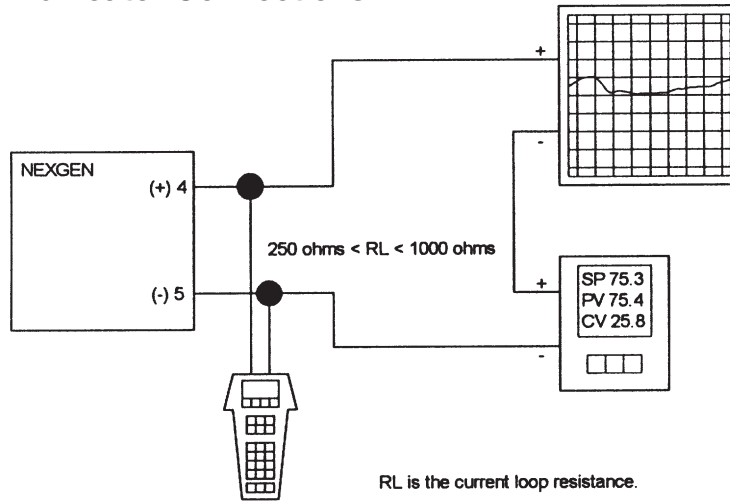 NEXGEN
(+) 4
(-) 5
+
-
250 ohms < RL < 1000 ohms
+
-
SP 75.3
PV 75.4
CV 25.8
RL is the current loop resistance.